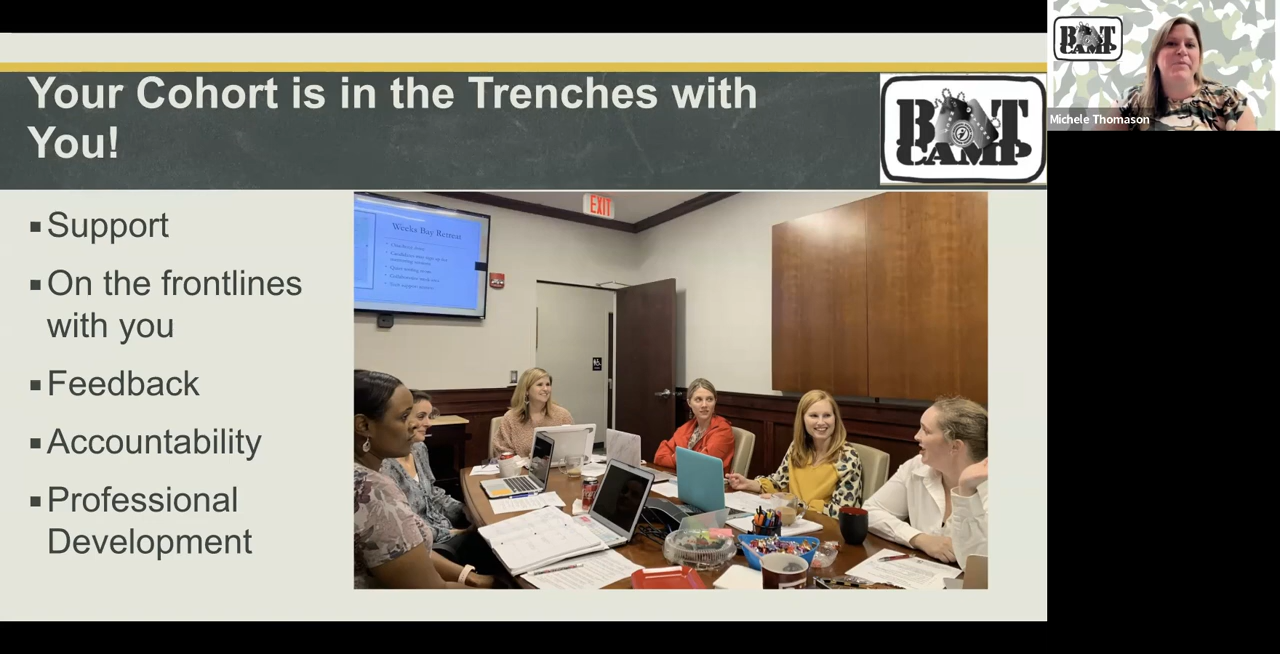 Your Cohort is in the Trenches with
You!
BOOT
CAMP
BOOT
CAMP
Michele Thomason
▪Support
▪On the frontlines
with you
▪Feedback
▪Accountability
▪Professional
Development
EXIT
Weeks Bay Retreat